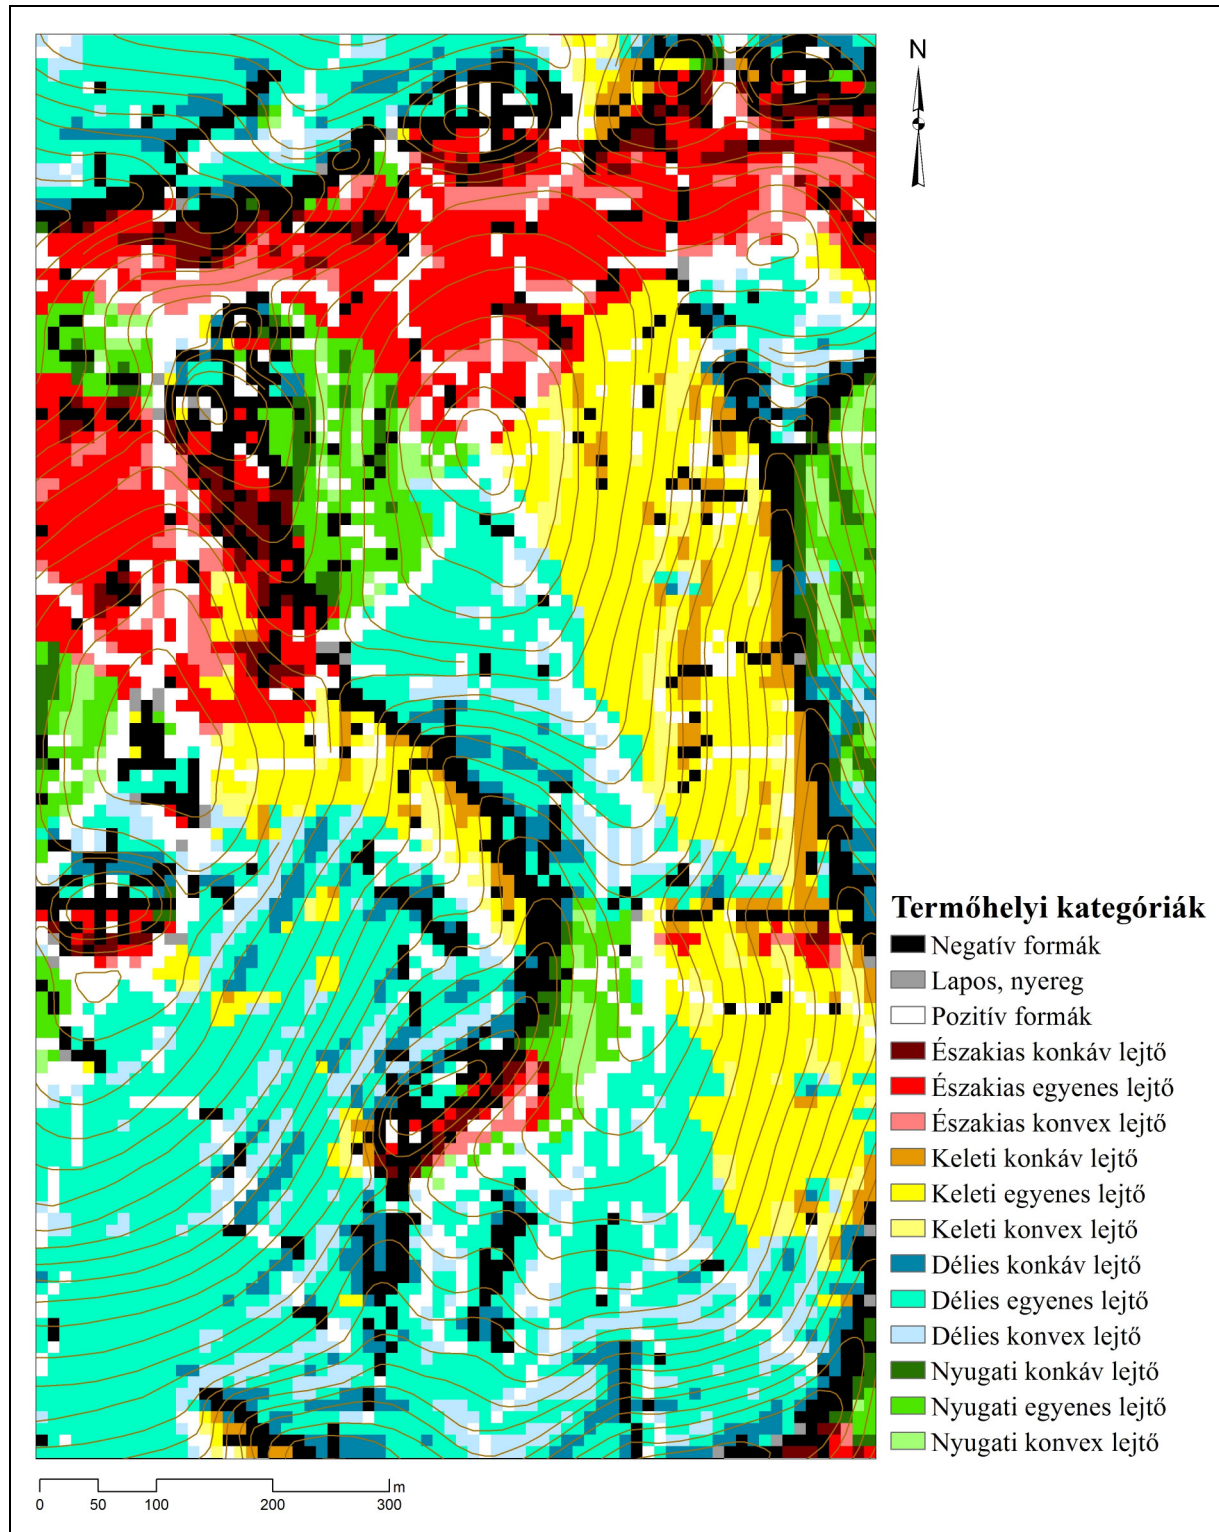 N
Termőhelyi kategóriák
Negatív formák
Lapos, nyereg
Pozitív formák
Északias konkáv lejtő
Északias egyenes lejtő
Északias konvex lejtő
Keleti konkáv lejtő
Keleti egyenes lejtő
Keleti konvex lejtő
Délies konkáv lejtő
Délies egyenes lejtő
Délies konvex lejtő
Nyugati konkáv lejtő
Nyugati egyenes lejtő
Nyugati konvex lejtő
m
0 50 100 200 300